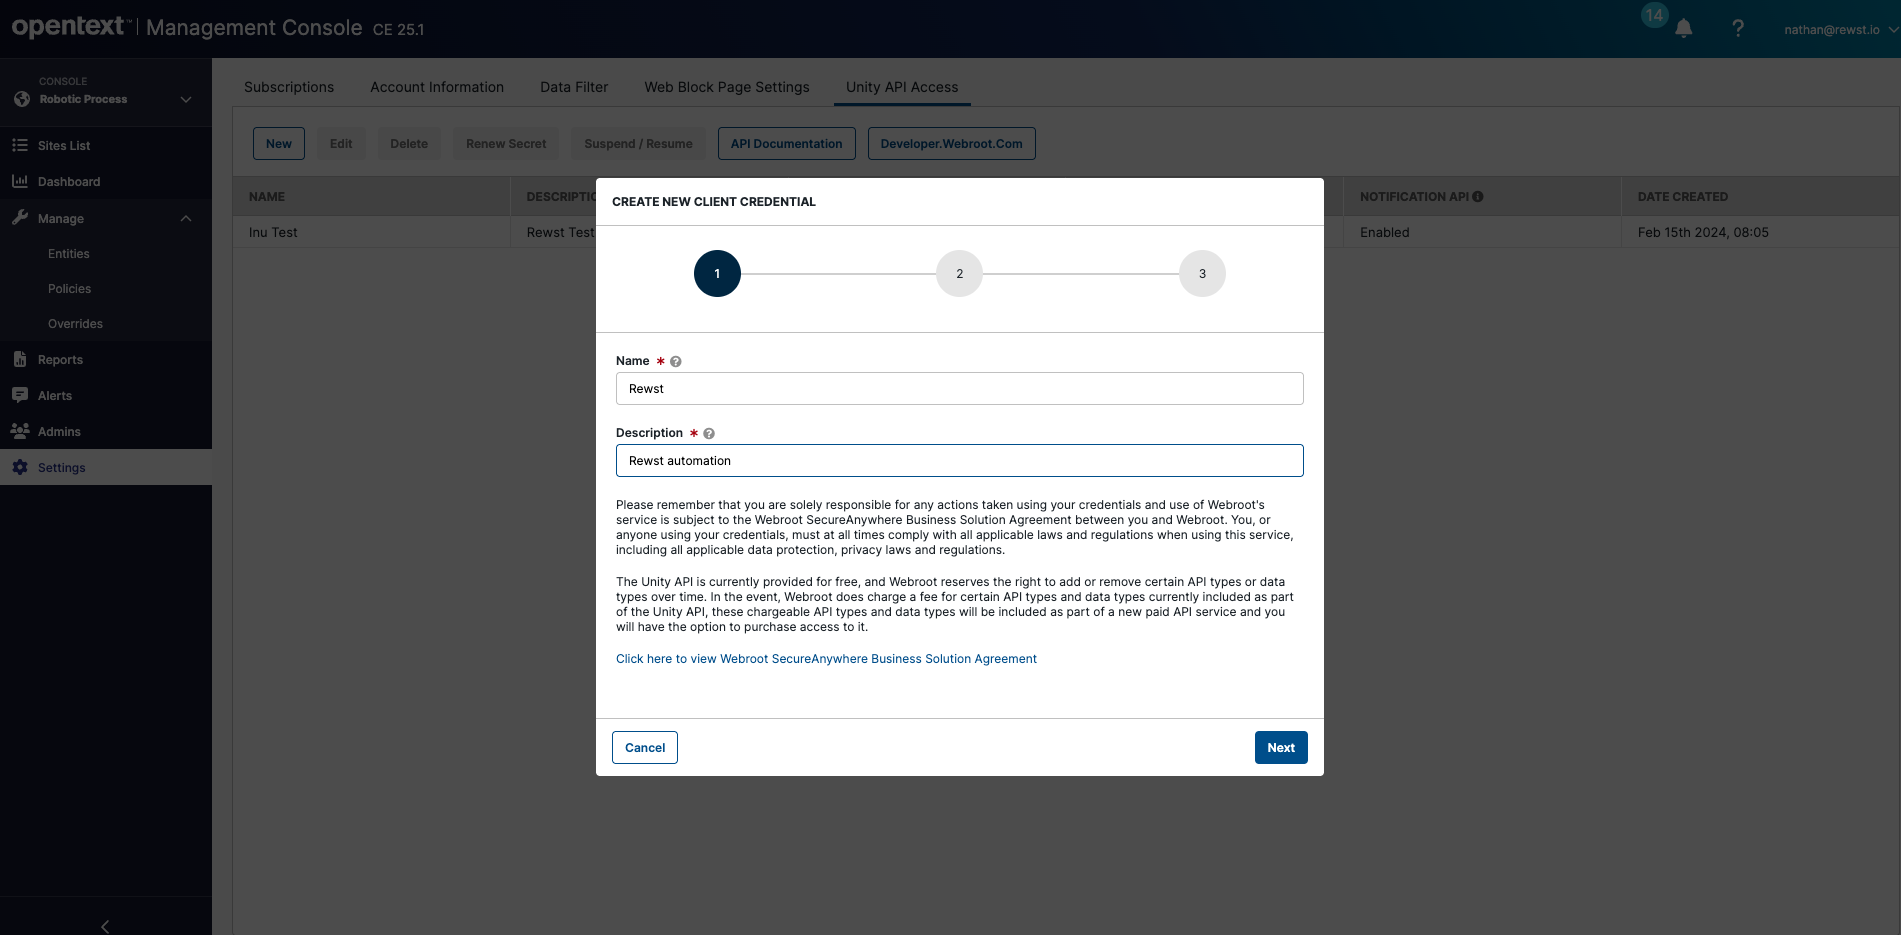 opentext™ | Management Console CE 25.1
14
?
nathan@rewst.io
CONSOLE
Robotic Process
Sites List
Dashboard
Manage
Entities
Policies
Overrides
Reports
Alerts
Admins
Settings
Subscriptions
Account Information
Data Filter
Web Block Page Settings
Unity API Access
New
Edit
Delete
Renew Secret
Suspend / Resume
API Documentation
Developer.Webroot.Com
NAME
NOTIFICATION API
DATE CREATED
Inu Test
Rewst Test
Enabled
Feb 15th 2024, 08:05
CREATE NEW CLIENT CREDENTIAL
1
2
3
Name * ?
Rewst
Description * ?
Rewst automation
Please remember that you are solely responsible for any actions taken using your credentials and use of Webroot's
service is subject to the Webroot SecureAnywhere Business Solution Agreement between you and Webroot. You, or
anyone using your credentials, must at all times comply with all applicable laws and regulations when using this service,
including all applicable data protection, privacy laws and regulations.
The Unity API is currently provided for free, and Webroot reserves the right to add or remove certain API types or data
types over time. In the event, Webroot does charge a fee for certain API types and data types currently included as part
of the Unity API, these chargeable API types and data types will be included as part of a new paid API service and you
will have the option to purchase access to it.
Click here to view Webroot SecureAnywhere Business Solution Agreement
Cancel
Next